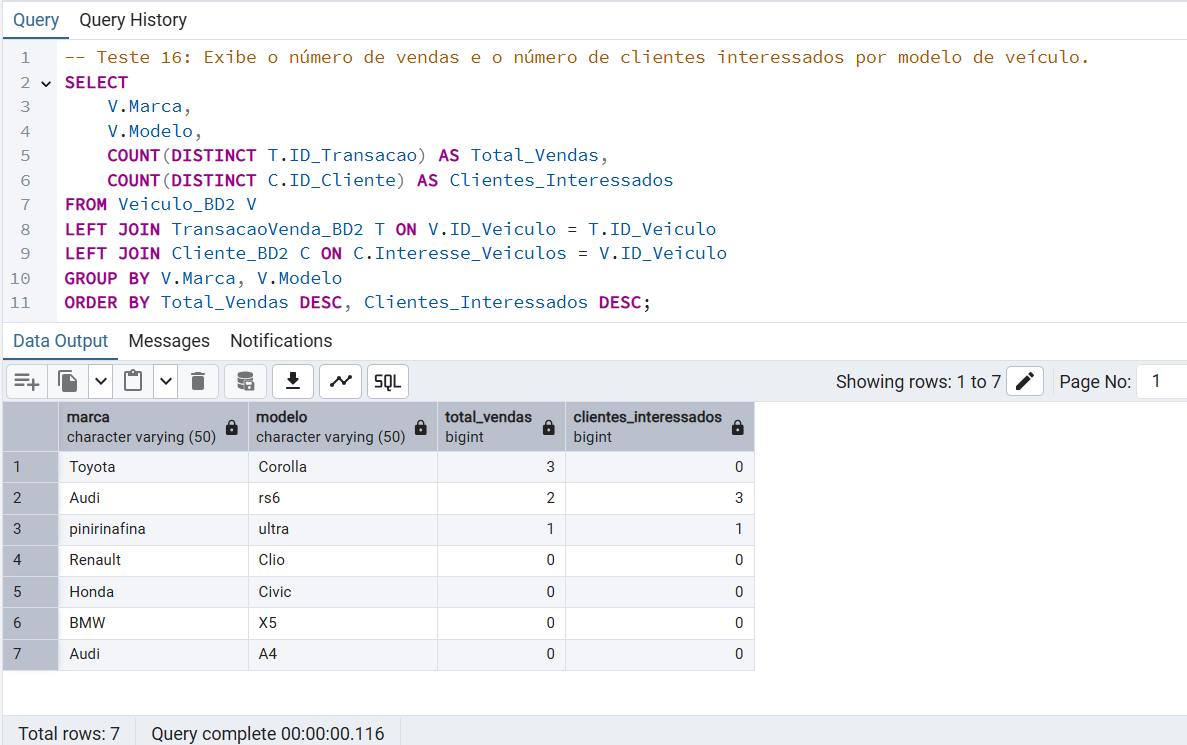 Query Query History
1 -- Teste 16: Exibe o número de vendas e o número de clientes interessados por modelo de veículo.
2 SELECT
3 V.Marca,
4 V.Modelo,
5 COUNT(DISTINCT T.ID_Transacao) AS Total_Vendas,
6 COUNT(DISTINCT C.ID_Cliente) AS Clientes_Interessados
7 FROM Veiculo_BD2 V
8 LEFT JOIN TransacaoVenda_BD2 T ON V.ID_Veiculo = T.ID_Veiculo
9 LEFT JOIN Cliente_BD2 C ON C.Interesse_Veiculos = V.ID_Veiculo
10 GROUP BY V.Marca, V.Modelo
11 ORDER BY Total_Vendas DESC, Clientes_Interessados DESC;
Data Output Messages Notifications
SQL Showing rows: 1 to 7 Page No: 1
marca modelo total_vendas clientes_interessados
character varying (50) character varying (50) bigint bigint
1 Toyota Corolla 3 0
2 Audi rs6 2 3
3 pinirinafina ultra 1 1
4 Renault Clio 0 0
5 Honda Civic 0 0
6 BMW X5 0 0
7 Audi A4 0 0
Total rows: 7 Query complete 00:00:00.116